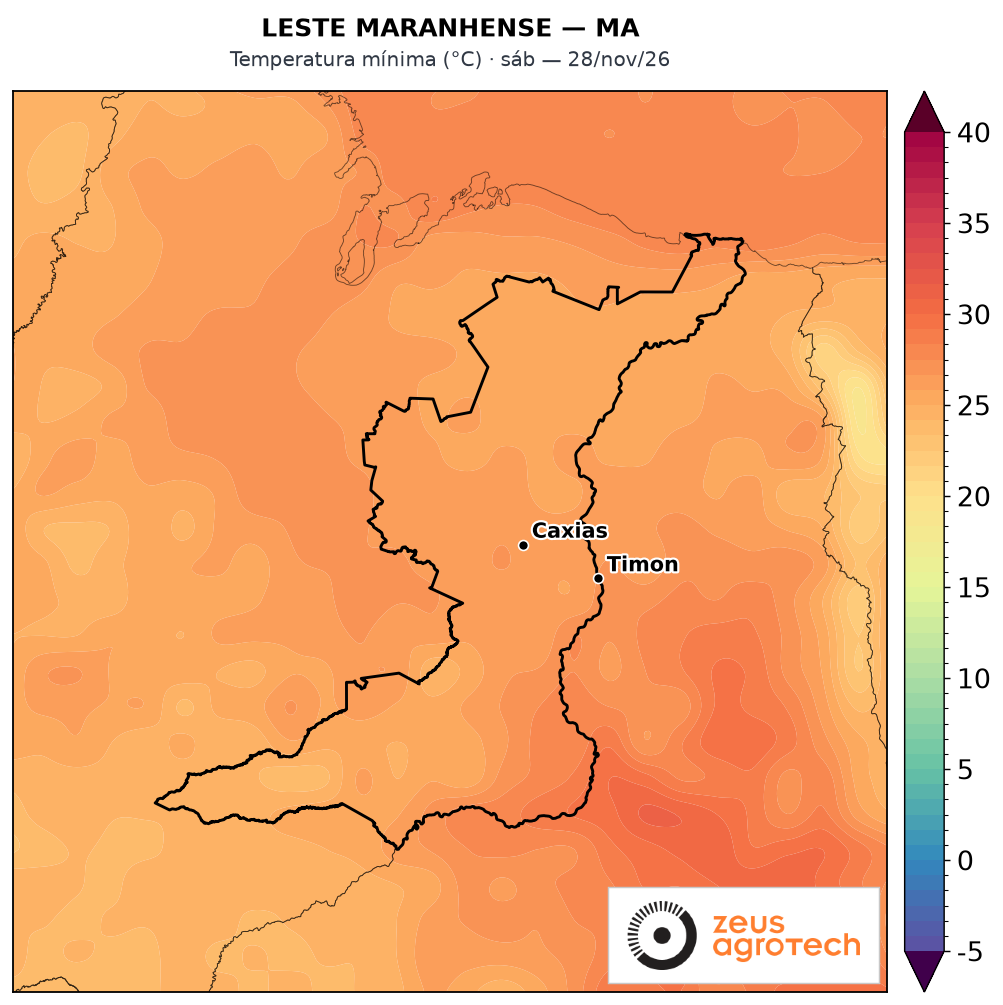 LESTE MARANHENSE — MA
Temperatura mínima (°C) · sáb — 28/nov/26
40
35
30
25
20
15
10
5
0
-5
Caxias
Timon
zeus
agrotech